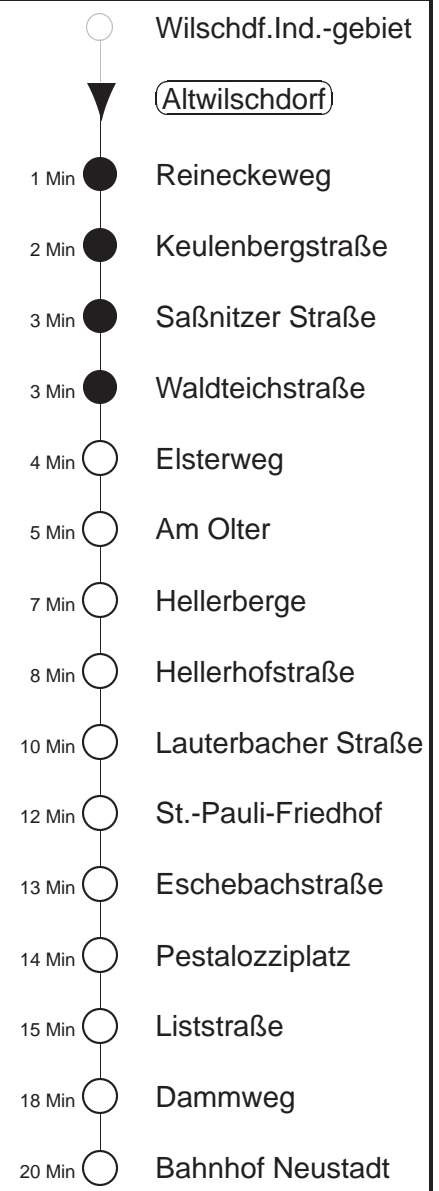 Wilschdf.Ind.-gebiet
Altwilschdorf
1 Min Reineckeweg
2 Min Keulenbergstraße
3 Min Saßnitzer Straße
3 Min Waldteichstraße
4 Min Elsterweg
5 Min Am Olter
7 Min Hellerberge
8 Min Hellerhofstraße
10 Min Lauterbacher Straße
12 Min St.-Pauli-Friedhof
13 Min Eschebachstraße
14 Min Pestalozziplatz
15 Min Liststraße
18 Min Dammweg
20 Min Bahnhof Neustadt